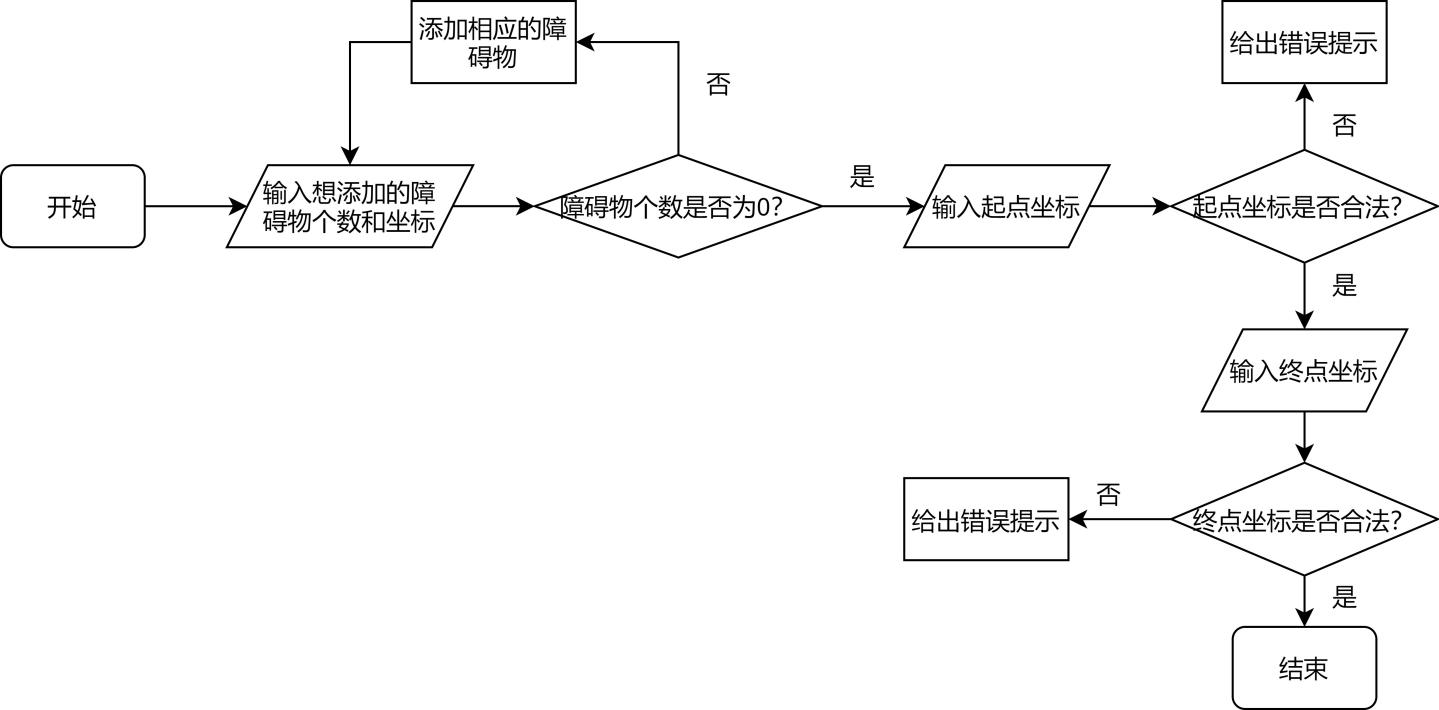 开始
输入想添加的障
碍物个数和坐标
障碍物个数是否为0?
否
添加相应的障
碍物
是
输入起点坐标
起点坐标是否合法?
否
给出错误提示
是
输入终点坐标
终点坐标是否合法?
否
给出错误提示
是
结束